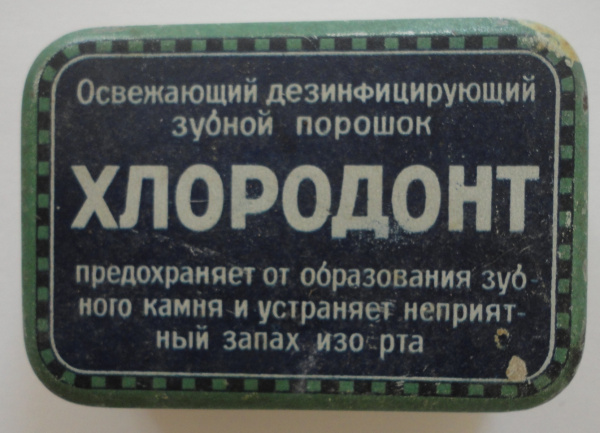 Освежающий дезинфицирующий
зубной порошок
ХЛОРОДОНТ
предохраняет от образования зуб-
ного камня и устраняет неприят-
ный запах изо рта